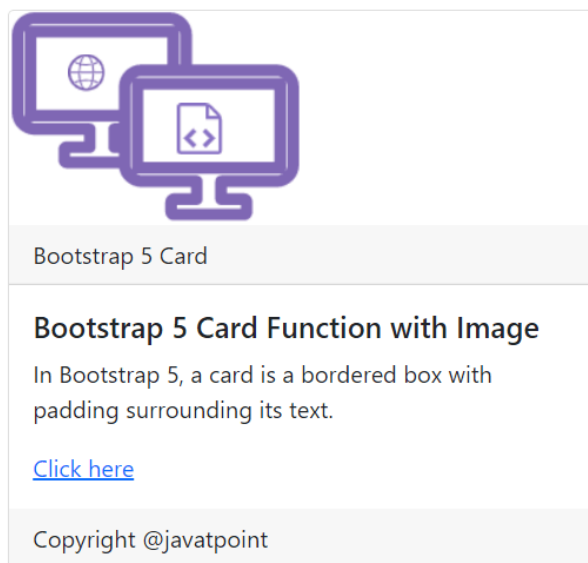 Bootstrap 5 Card
Bootstrap 5 Card Function with Image
In Bootstrap 5, a card is a bordered box with
padding surrounding its text.
Click here
Copyright @javatpoint